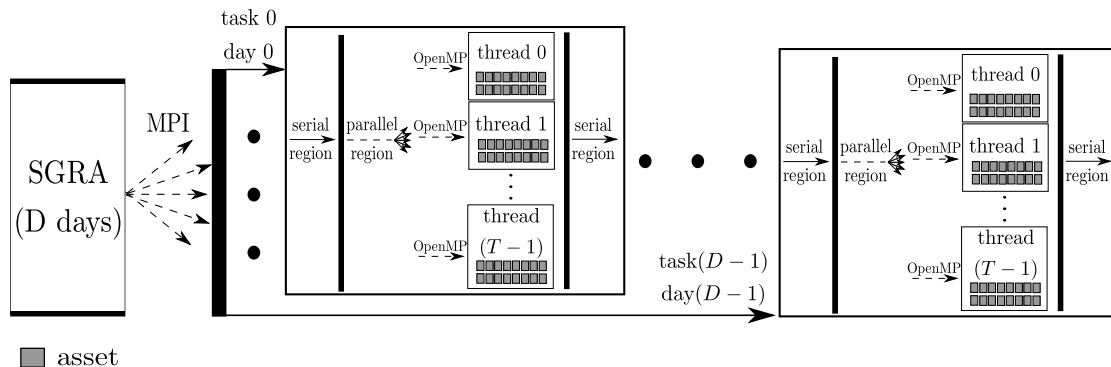 task 0
day 0
SGRA
(D days)
MPI
serial
region
parallel
region
OpenMP
thread 0
OpenMP
thread 1
OpenMP
thread
(T − 1)
serial
region
task(D − 1)
day(D − 1)
serial
region
parallel
region
OpenMP
thread 0
OpenMP
thread 1
OpenMP
thread
(T − 1)
serial
region
asset